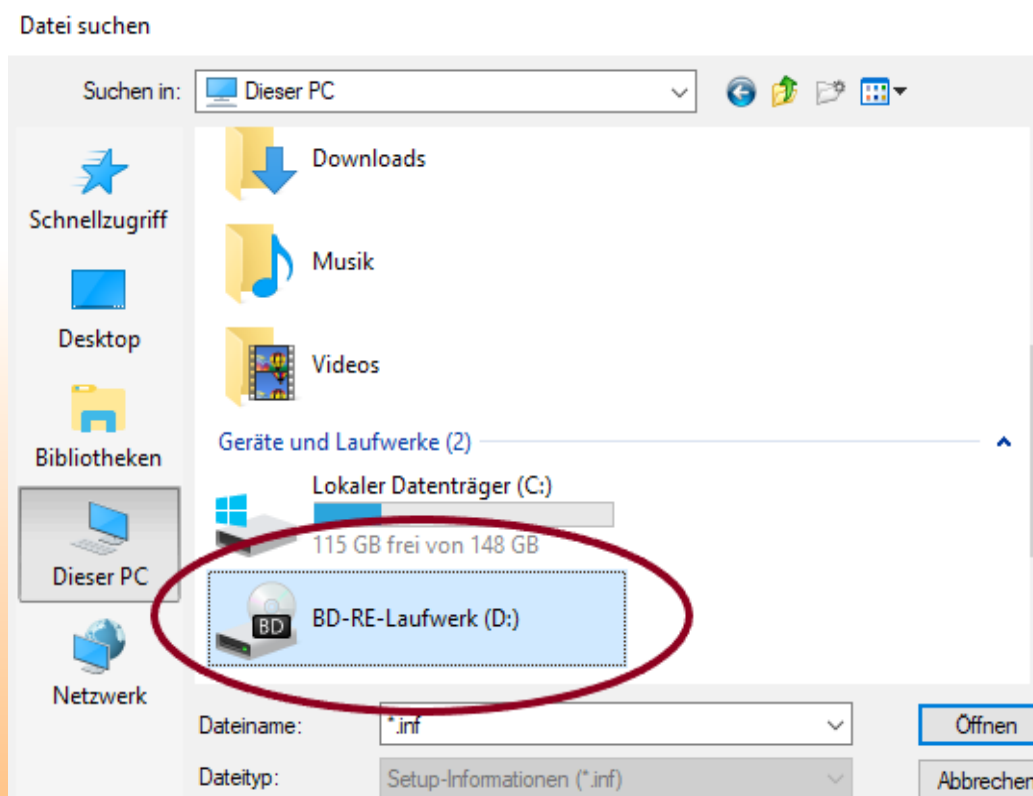 Datei suchen
Suchen in:
Dieser PC
Schnellzugriff
Desktop
Bibliotheken
Dieser PC
Netzwerk
Downloads
Musik
Videos
Geräte und Laufwerke (2)
Lokaler Datenträger (C:)
115 GB frei von 148 GB
BD
BD-RE-Laufwerk (D:)
Dateiname:
*.inf
Öffnen
Dateityp:
Setup-Informationen (*.inf)
Abbrechen